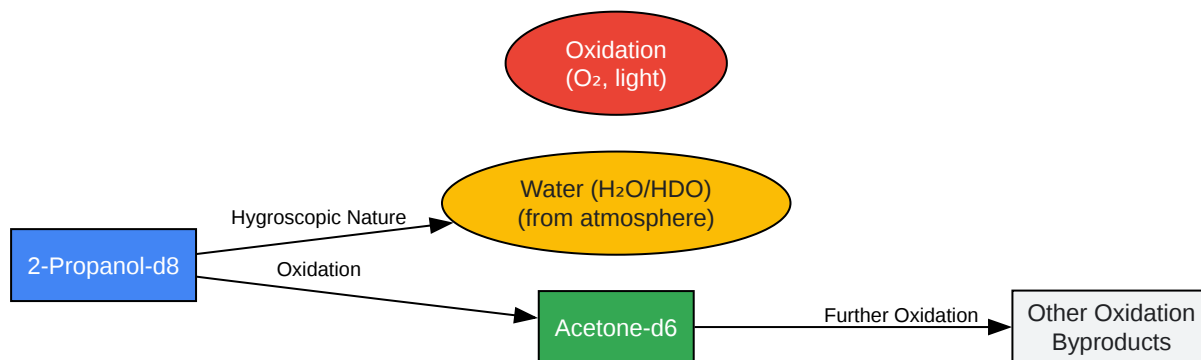 Oxidation
(O₂, light)
Water (H₂O/HDO)
(from atmosphere)
Hygroscopic Nature
2-Propanol-d8
Oxidation
Acetone-d6
Further Oxidation
Other Oxidation
Byproducts